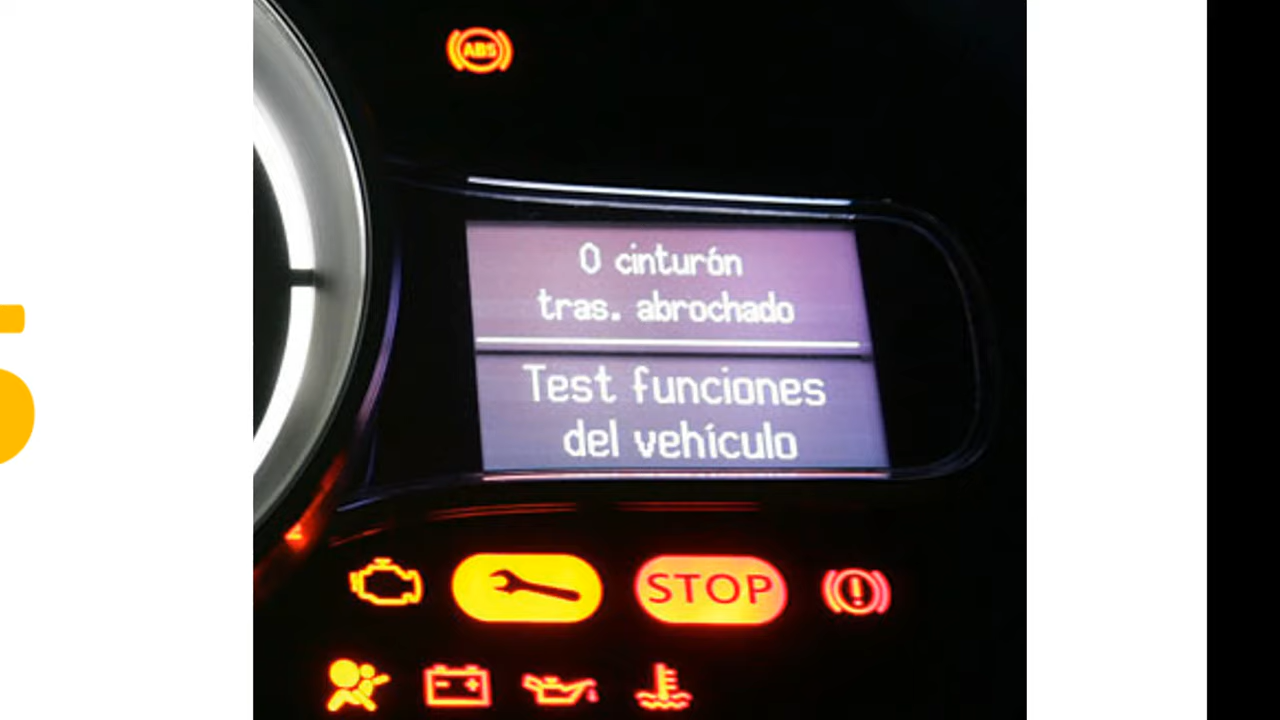 ABS
0 cinturón
tras. abrochado
Test funciones
del vehículo
STOP